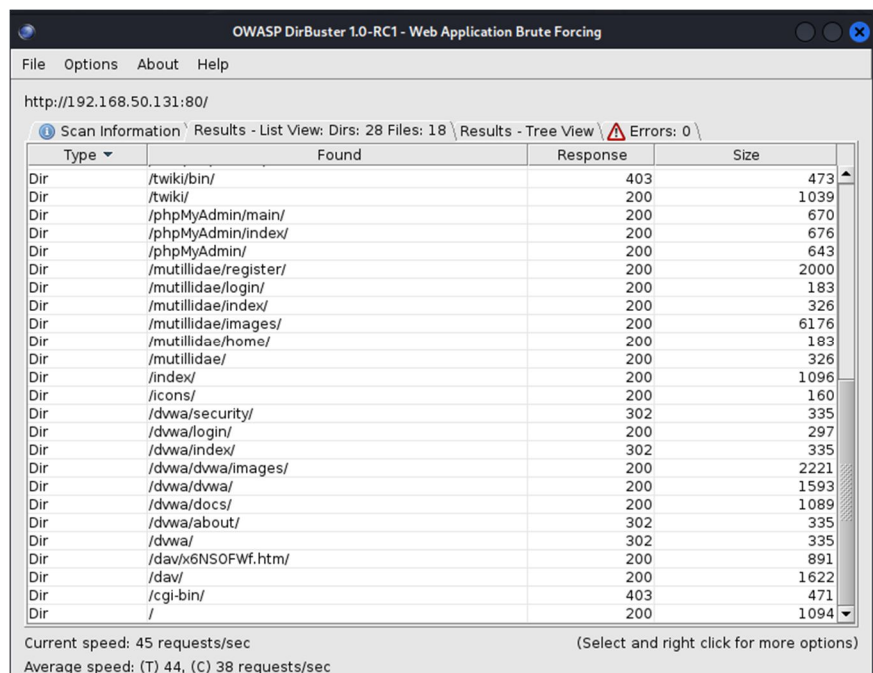 OWASP DirBuster 1.0-RC1 - Web Application Brute Forcing
File Options About Help
http://192.168.50.131:80/
Scan Information Results - List View: Dirs: 28 Files: 18 Results - Tree View Errors: 0
Type Found Response Size
Dir /twiki/bin/ 403 473
Dir /twiki/ 200 1039
Dir /phpMyAdmin/main/ 200 670
Dir /phpMyAdmin/index/ 200 676
Dir /phpMyAdmin/ 200 643
Dir /mutillidae/register/ 200 2000
Dir /mutillidae/login/ 200 183
Dir /mutillidae/index/ 200 326
Dir /mutillidae/images/ 200 6176
Dir /mutillidae/home/ 200 183
Dir /mutillidae/ 200 326
Dir /index/ 200 1096
Dir /icons/ 200 160
Dir /dvwa/security/ 302 335
Dir /dvwa/login/ 200 297
Dir /dvwa/index/ 302 335
Dir /dvwa/dvwa/images/ 200 2221
Dir /dvwa/dvwa/ 200 1593
Dir /dvwa/docs/ 200 1089
Dir /dvwa/about/ 302 335
Dir /dvwa/ 302 335
Dir /dav/x6NSOFWf.htm/ 200 891
Dir /dav/ 200 1622
Dir /cgi-bin/ 403 471
Dir / 200 1094
Current speed: 45 requests/sec (Select and right click for more options)
Average speed: (T) 44, (C) 38 requests/sec